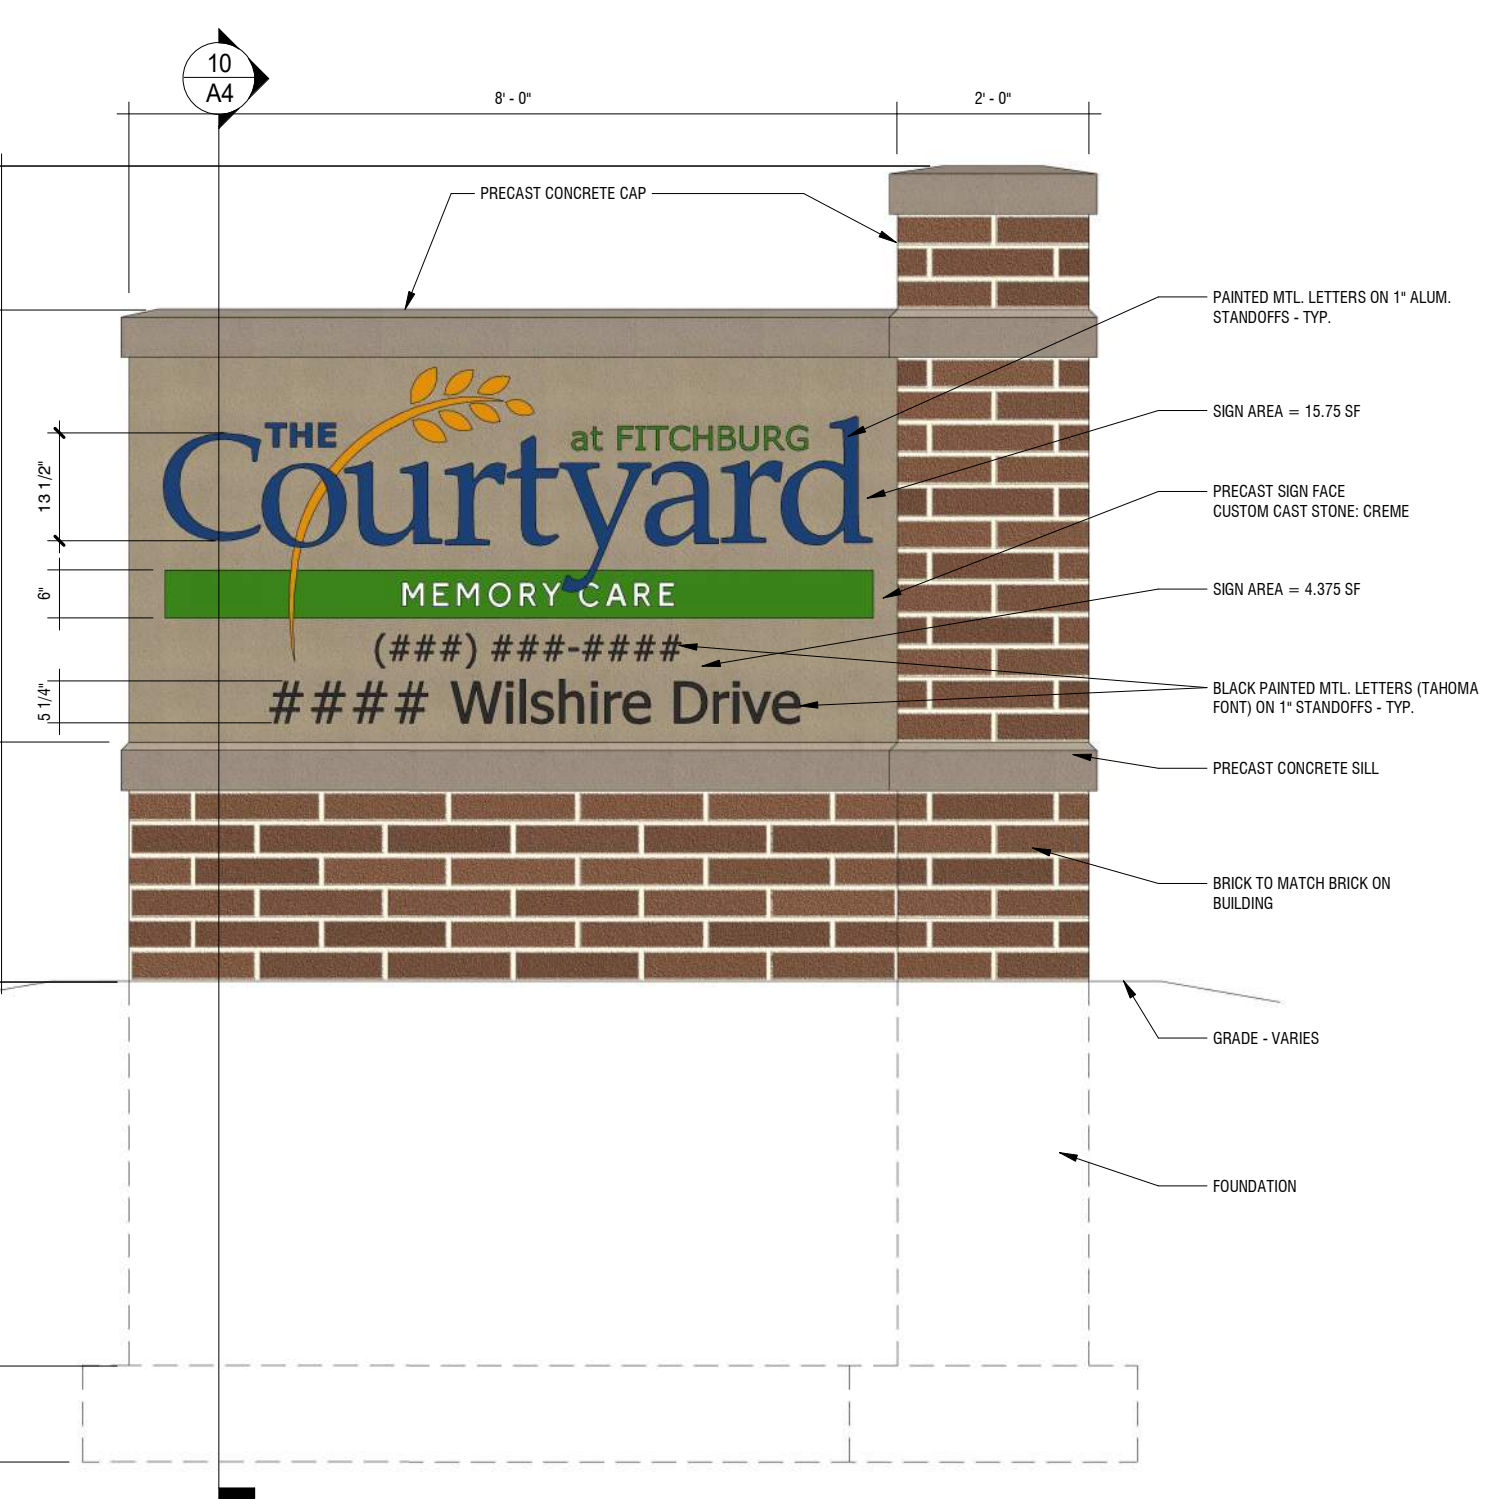 10
A4
8' - 0"
2' - 0"
PRECAST CONCRETE CAP
PAINTED MTL. LETTERS ON 1" ALUM.
STANDOFFS - TYP.
THE
at FITCHBURG
Courtyard
MEMORY CARE
(###) ###-####
#### Wilshire Drive
13 1/2"
6"
5 1/4"
SIGN AREA = 15.75 SF
PRECAST SIGN FACE
CUSTOM CAST STONE: CREME
SIGN AREA = 4.375 SF
BLACK PAINTED MTL. LETTERS (TAHOMA
FONT) ON 1" STANDOFFS - TYP.
PRECAST CONCRETE SILL
BRICK TO MATCH BRICK ON
BUILDING
GRADE - VARIES
FOUNDATION